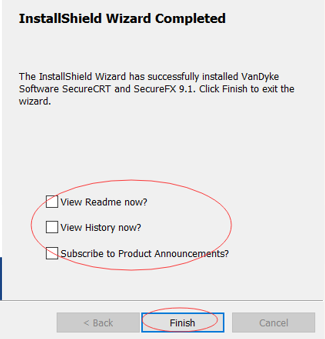 InstallShield Wizard Completed
The InstallShield Wizard has successfully installed VanDyke
Software SecureCRT and SecureFX 9.1. Click Finish to exit the
wizard.
View Readme now?
View History now?
Subscribe to Product Announcements?
< Back
Finish
Cancel